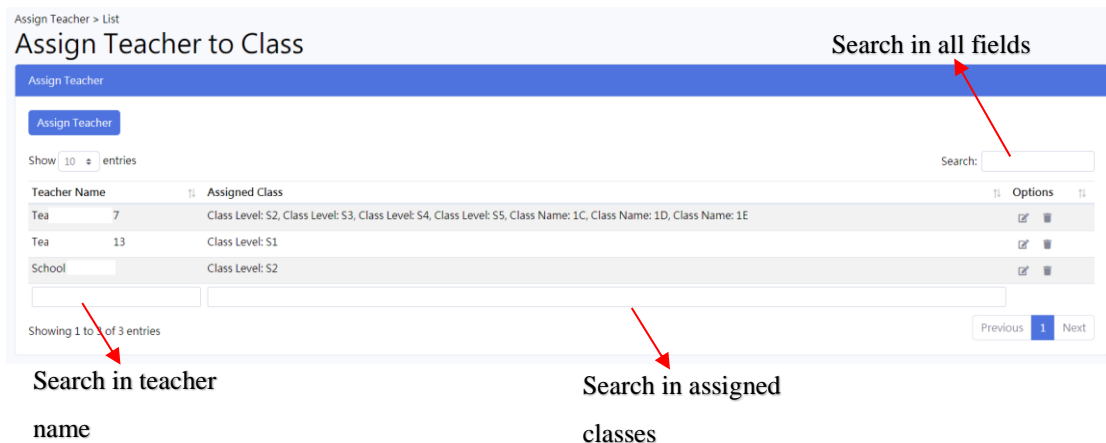 Assign Teacher > List
Assign Teacher to Class
Search in all fields
Assign Teacher
Assign Teacher
Show 10 entries
Search:
Teacher Name Assigned Class Options
Tea 7 Class Level: S2, Class Level: S3, Class Level: S4, Class Level: S5, Class Name: 1C, Class Name: 1D, Class Name: 1E
Tea 13 Class Level: S1
School Class Level: S2
Showing 1 to 3 of 3 entries
Previous 1 Next
Search in teacher
name
Search in assigned
classes